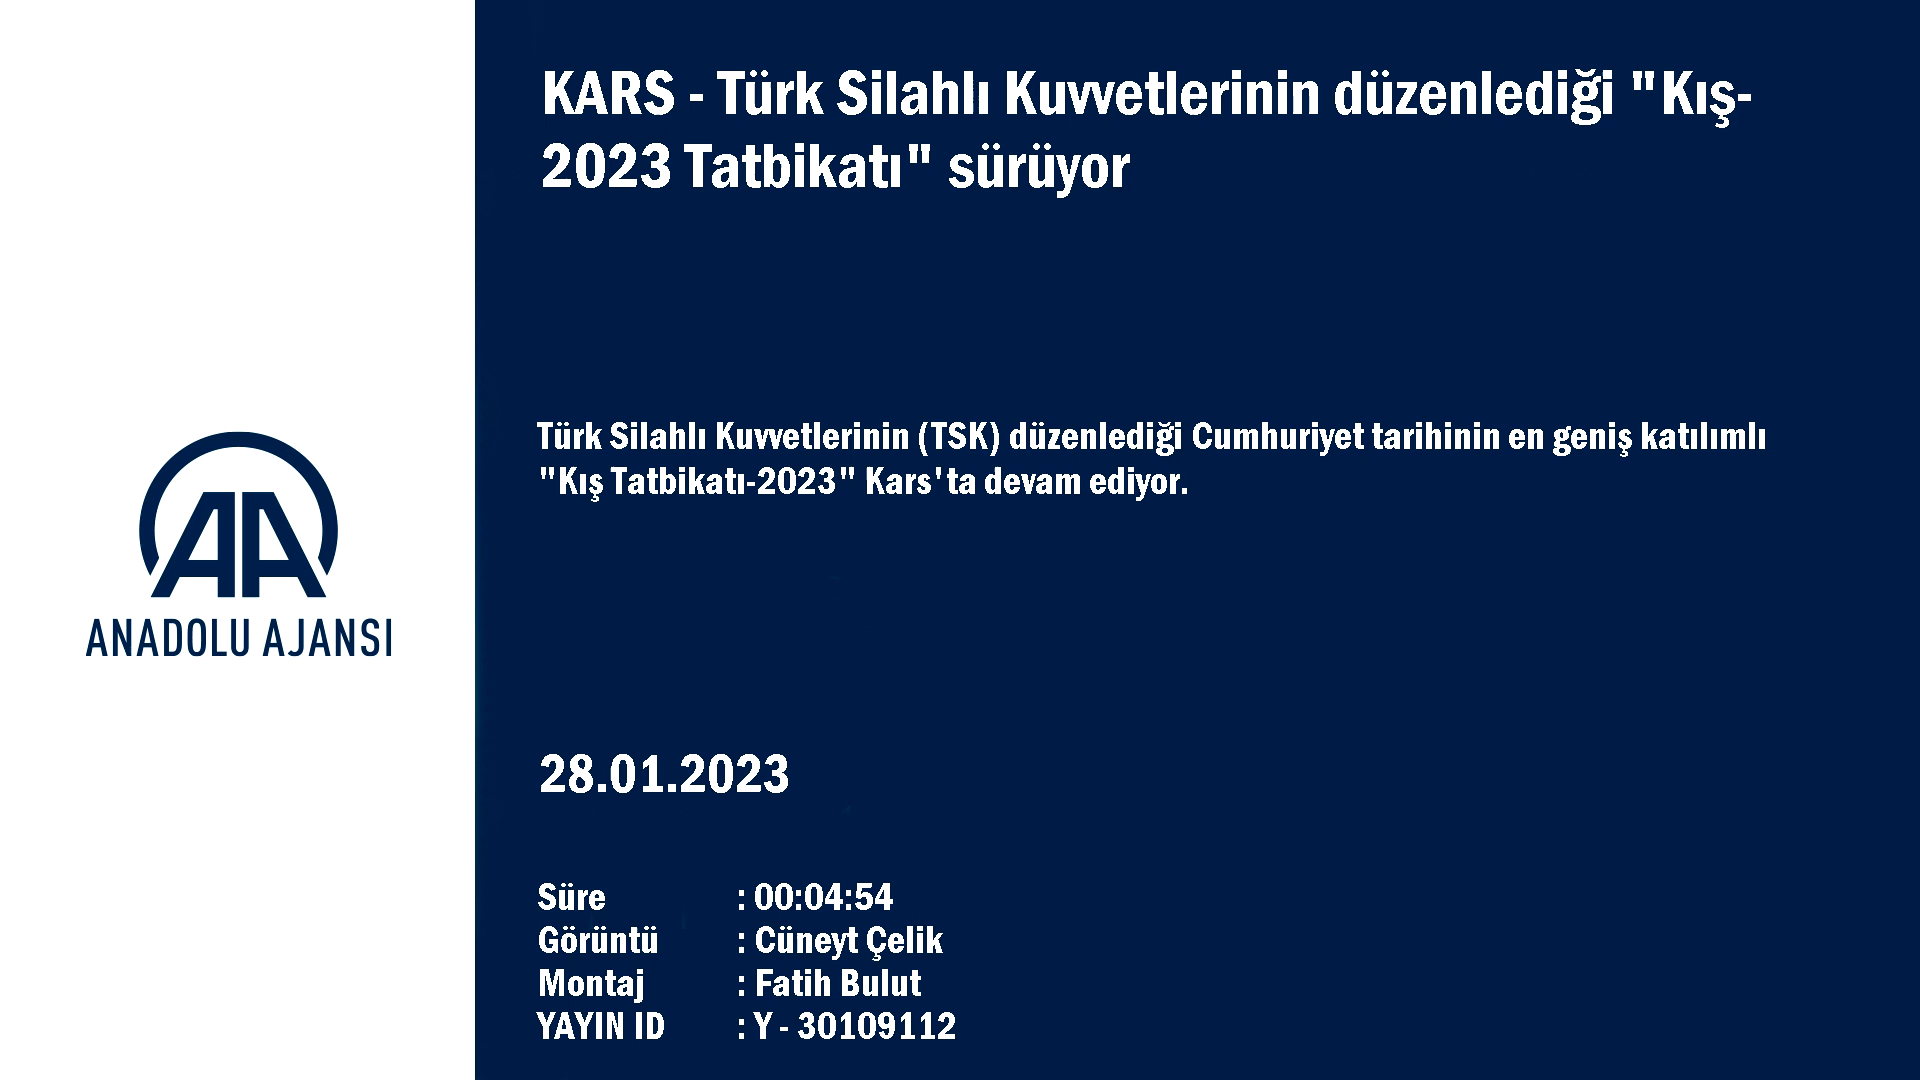 KARS - Türk Silahlı Kuvvetlerinin düzenlediği "Kış-
2023 Tatbikatı" sürüyor
Türk Silahlı Kuvvetlerinin (TSK) düzenlediği Cumhuriyet tarihinin en geniş katılımlı
"Kış Tatbikatı-2023" Kars'ta devam ediyor.
AA
ANADOLU AJANSI
28.01.2023
Süre : 00:04:54
Görüntü : Cüneyt Çelik
Montaj : Fatih Bulut
YAYIN ID : Y - 30109112